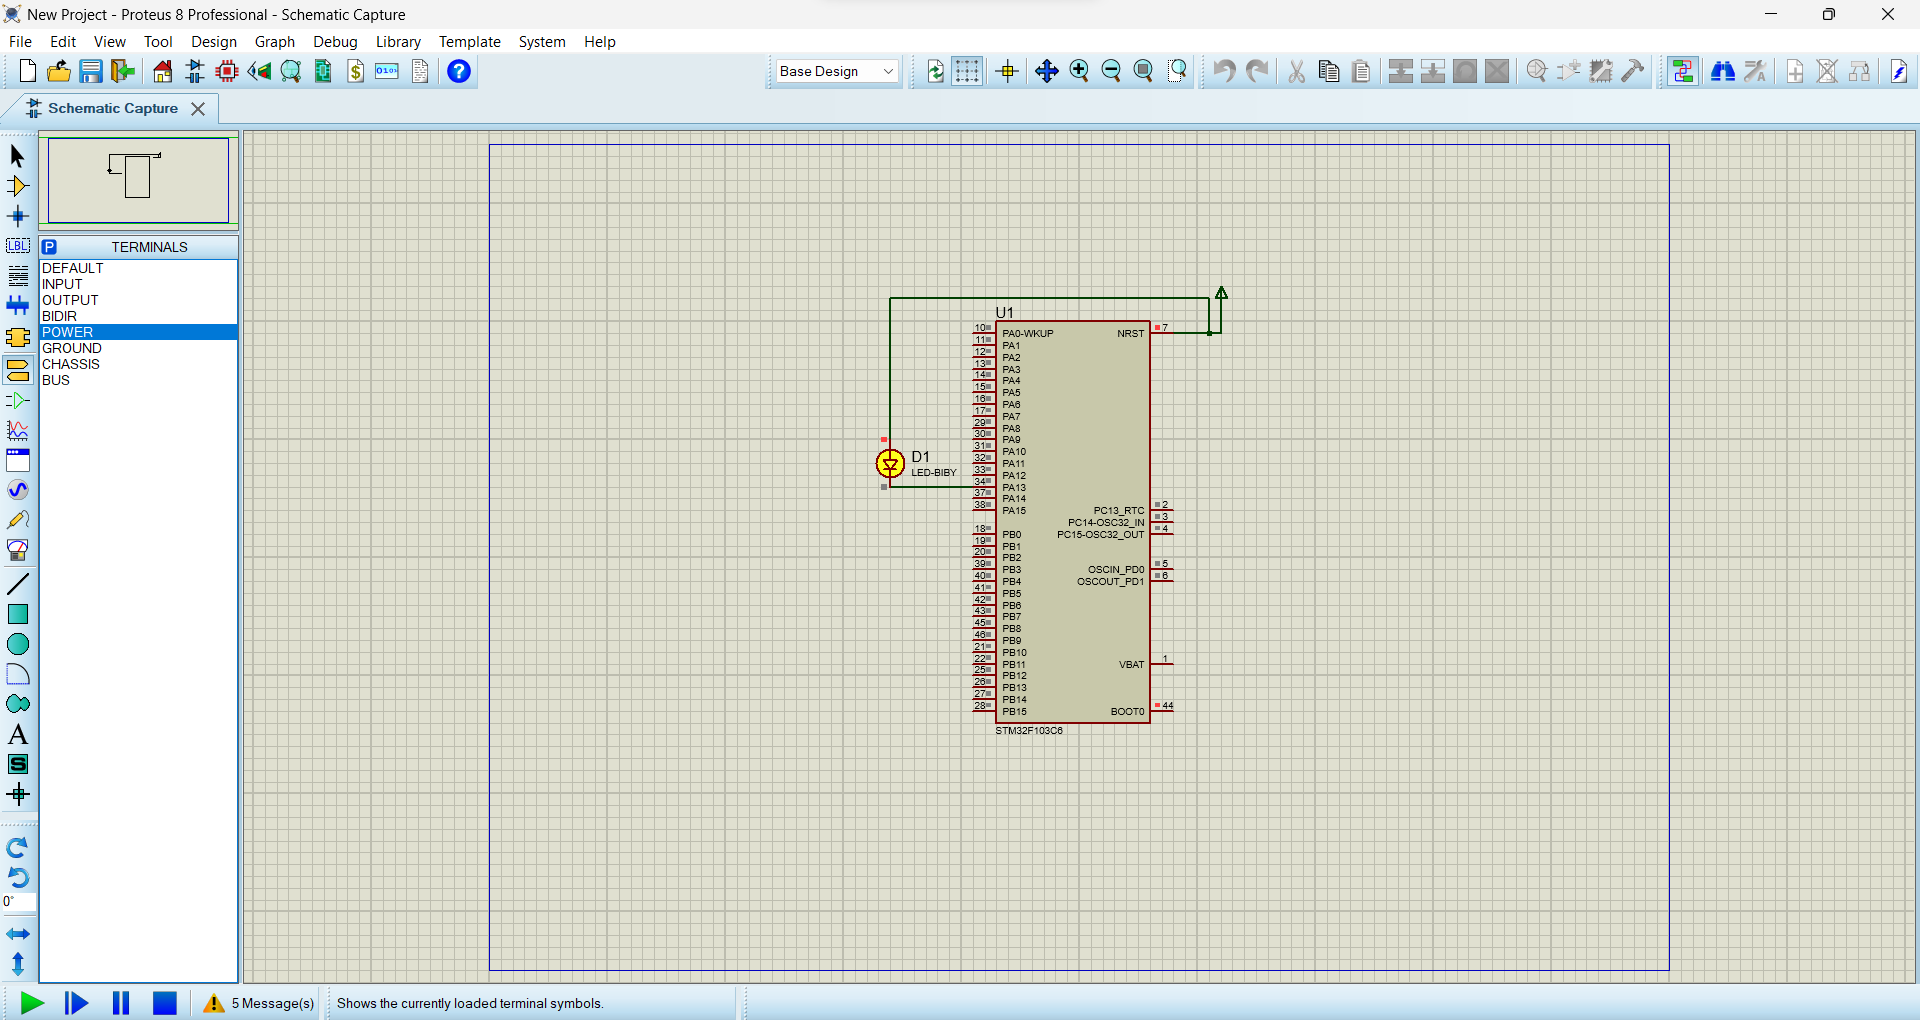 New Project - Proteus 8 Professional - Schematic Capture
File Edit View Tool Design Graph Debug Library Template System Help
Base Design
Schematic Capture
LBL
P TERMINALS
DEFAULT
INPUT
OUTPUT
BIDIR
POWER
GROUND
CHASSIS
BUS
A
S
0°
U1
10 PA0-WKUP NRST 7
11 PA1
12 PA2
13 PA3
14 PA4
15 PA5
16 PA6
17 PA7
29 PA8
30 PA9
31 PA10
32 PA11
33 PA12
34 PA13
37 PA14
38 PA15 PC13_RTC 2
PC14-OSC32_IN 3
18 PB0 PC15-OSC32_OUT 4
19 PB1
20 PB2
39 PB3 OSCIN_PD0 5
40 PB4 OSCOUT_PD1 6
41 PB5
42 PB6
43 PB7
45 PB8
46 PB9
21 PB10
22 PB11 VBAT 1
25 PB12
26 PB13
27 PB14
28 PB15 BOOT0 44
STM32F103C6
D1
LED-BIBY
5 Message(s)
Shows the currently loaded terminal symbols.